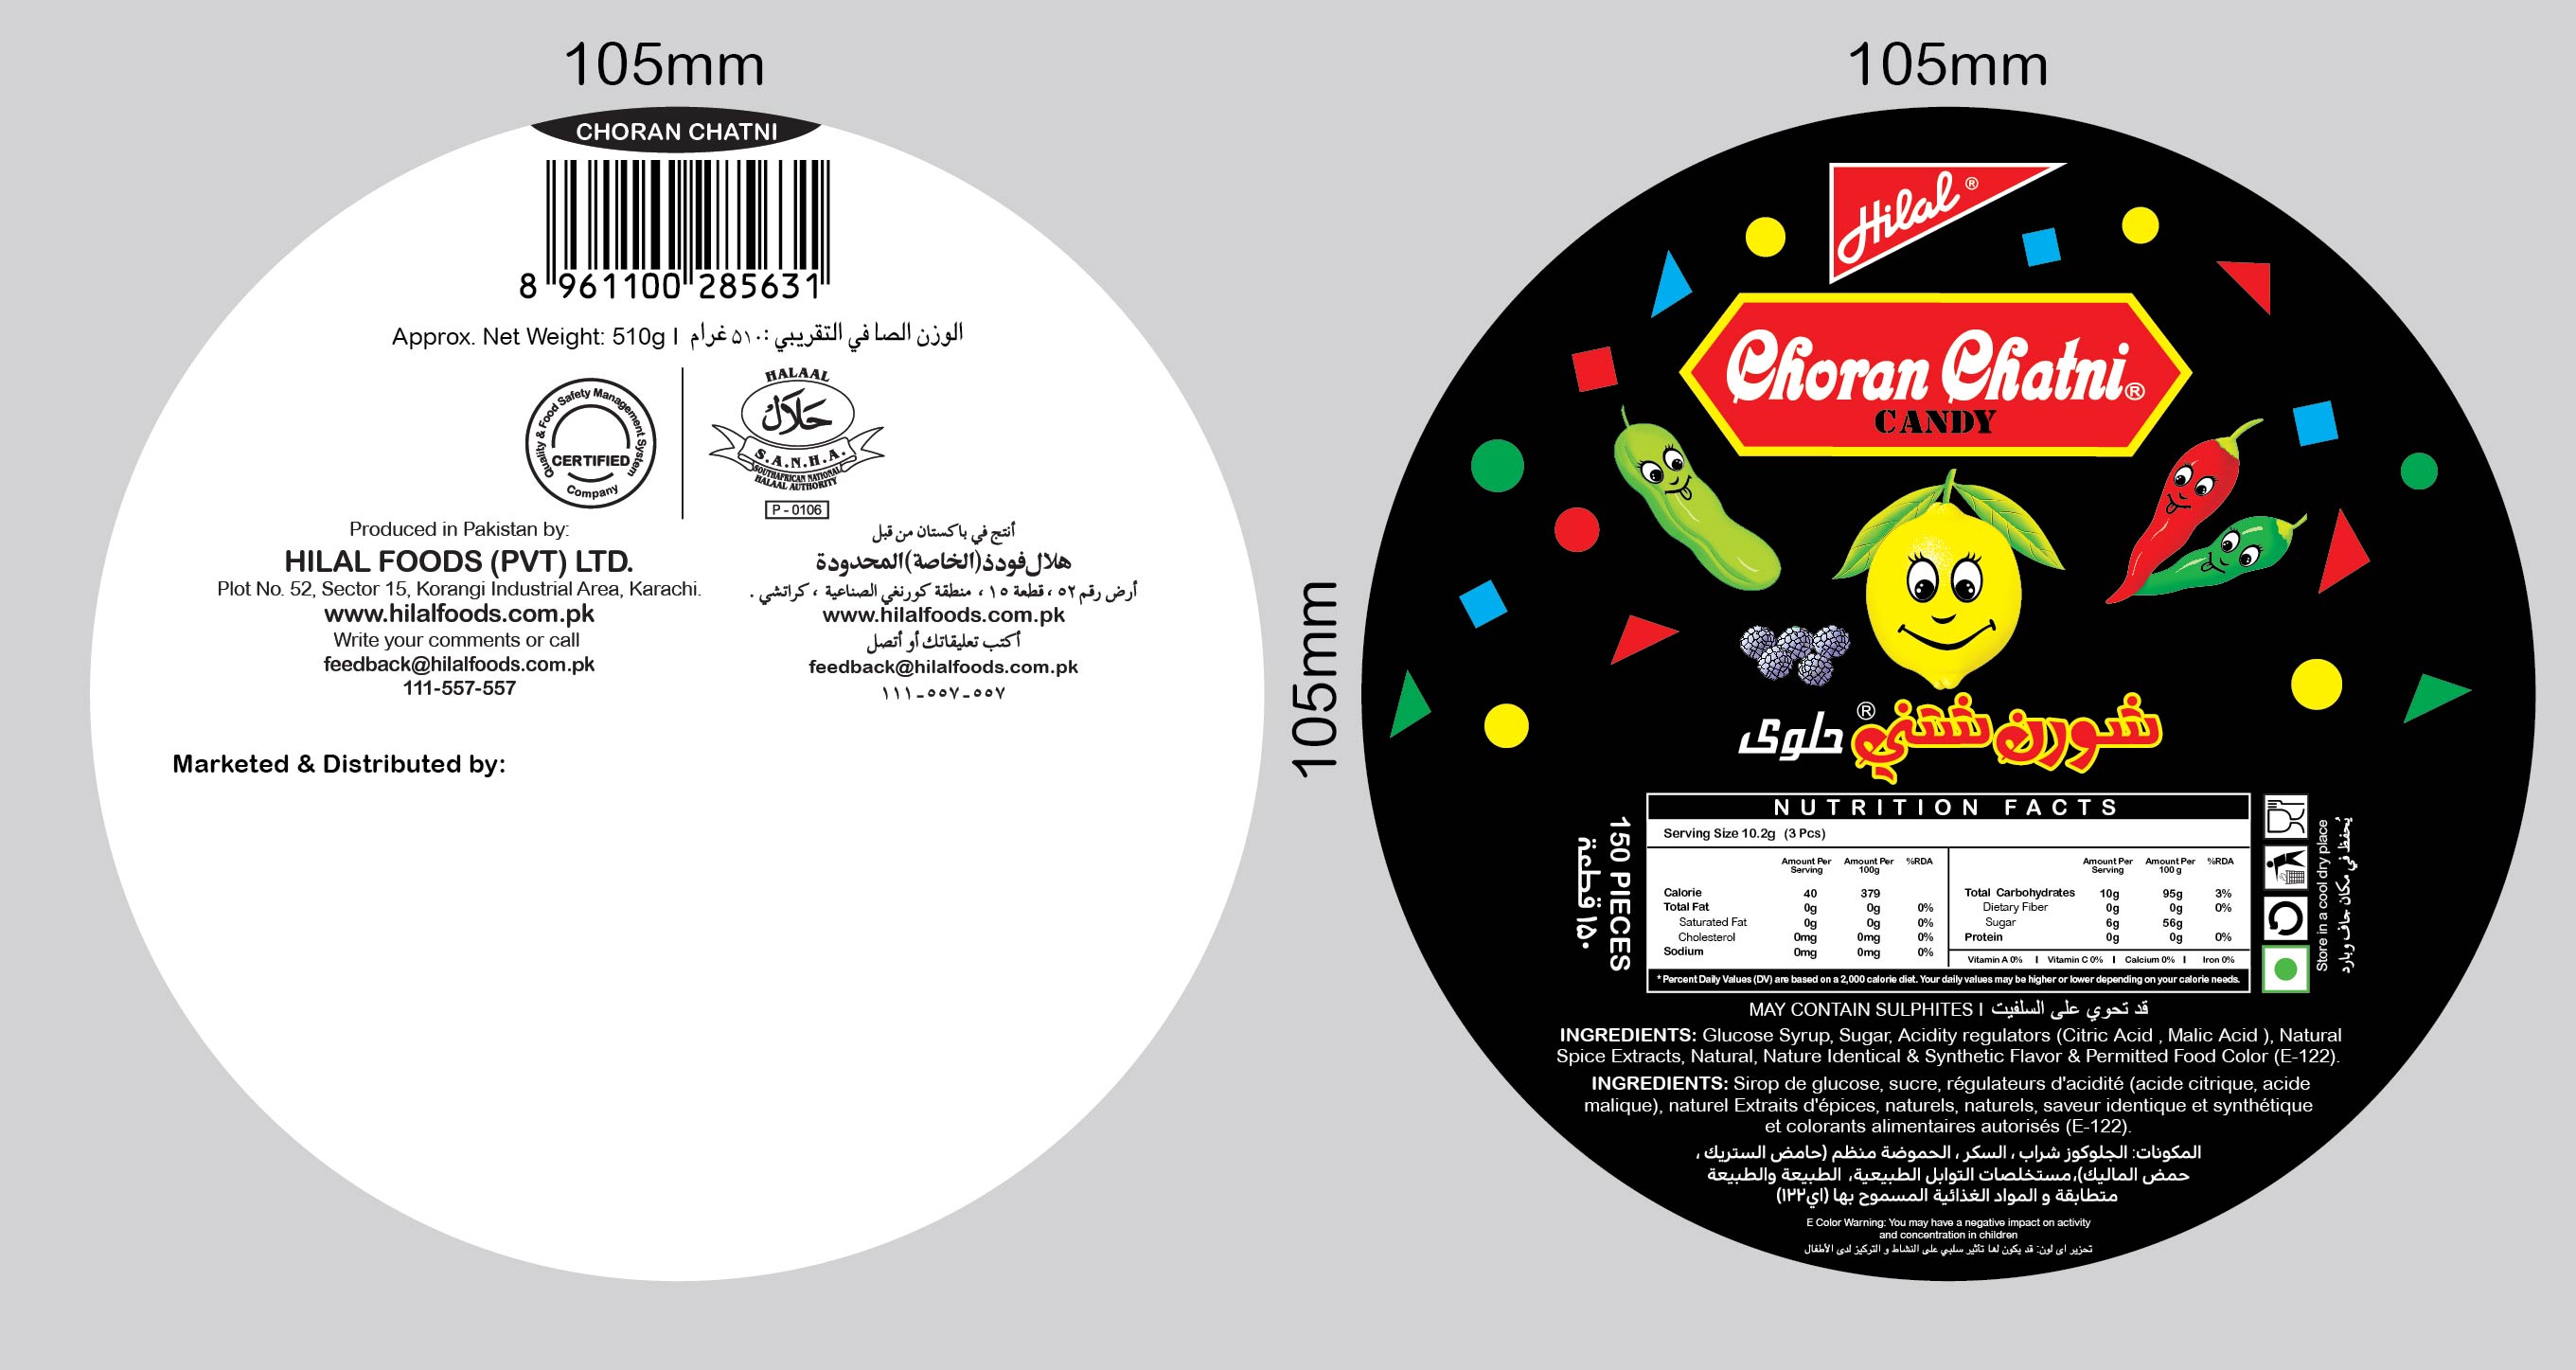 105mm
CHORAN CHATNI
8 961100 285631
Approx. Net Weight: 510g I الوزن الصا في التقريبي: ٥١٠ غرام
Quality & Food Safety Management System
CERTIFIED
Company
HALAAL
حلال
S.A.N.H.A.
SOUTH AFRICAN NATIONAL
HALAAL AUTHORITY
P - 0106
Produced in Pakistan by:
HILAL FOODS (PVT) LTD.
Plot No. 52, Sector 15, Korangi Industrial Area, Karachi.
www.hilalfoods.com.pk
Write your comments or call
feedback@hilalfoods.com.pk
111-557-557
أنتج في باكستان من قبل
هلال فودذ (الخاصة) المحدودة
أرض رقم ٥٢، قطعة ١٥ ، منطقة كورنغي الصناعية ، كراتشي .
www.hilalfoods.com.pk
أكتب تعليقاتك أو أتصل
feedback@hilalfoods.com.pk
١١١-٥٥٧-٥٥٧
Marketed & Distributed by:
105mm
105mm
Hilal®
Choran Chatni®
CANDY
شورن شتني® حلوى
150 PIECES
١٥٠ قطعة
NUTRITION FACTS
Serving Size 10.2g (3 Pcs)
Amount Per Serving Amount Per 100g %RDA
Calorie 40 379
Total Fat 0g 0g 0%
Saturated Fat 0g 0g 0%
Cholesterol 0mg 0mg 0%
Sodium 0mg 0mg 0%
Amount Per Serving Amount Per 100 g %RDA
Total Carbohydrates 10g 95g 3%
Dietary Fiber 0g 0g 0%
Sugar 6g 56g
Protein 0g 0g 0%
Vitamin A 0% I Vitamin C 0% I Calcium 0% I Iron 0%
* Percent Daily Values (DV) are based on a 2,000 calorie diet. Your daily values may be higher or lower depending on your calorie needs.
Store in a cool dry place
يُحفظ في مكان جاف وبارد
MAY CONTAIN SULPHITES I قد تحوي على السلفيت
INGREDIENTS: Glucose Syrup, Sugar, Acidity regulators (Citric Acid , Malic Acid ), Natural
Spice Extracts, Natural, Nature Identical & Synthetic Flavor & Permitted Food Color (E-122).
INGREDIENTS: Sirop de glucose, sucre, régulateurs d'acidité (acide citrique, acide
malique), naturel Extraits d'épices, naturels, naturels, saveur identique et synthétique
et colorants alimentaires autorisés (E-122).
المكونات: الجلوكوز شراب ، السكر ، الحموضة منظم (حامض الستريك ،
حمض الماليك)،مستخلصات التوابل الطبيعية، الطبيعة والطبيعة
متطابقة و المواد الغذائية المسموح بها (اي١٢٢)
E Color Warning: You may have a negative impact on activity
and concentration in children
تحزير اى لون: قد يكون لها تأثير سلبي على النشاط و التركيز لدى الأطفال